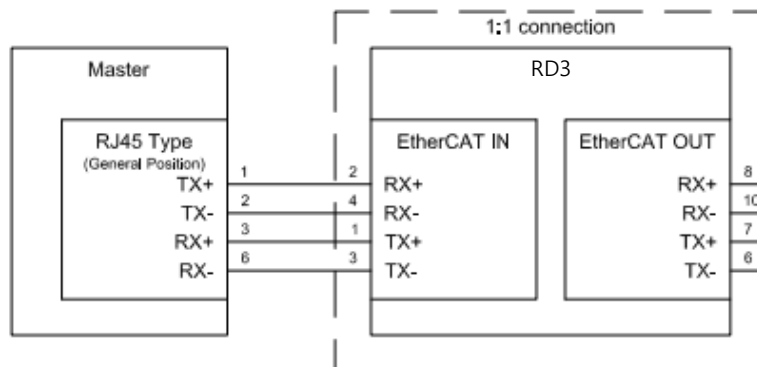 1:1 connection
Master
RD3
RJ45 Type
(General Position)
TX+ 1
TX- 2
RX+ 3
RX- 6
EtherCAT IN
2 RX+
4 RX-
1 TX+
3 TX-
EtherCAT OUT
RX+ 8
RX- 10
TX+ 7
TX- 6